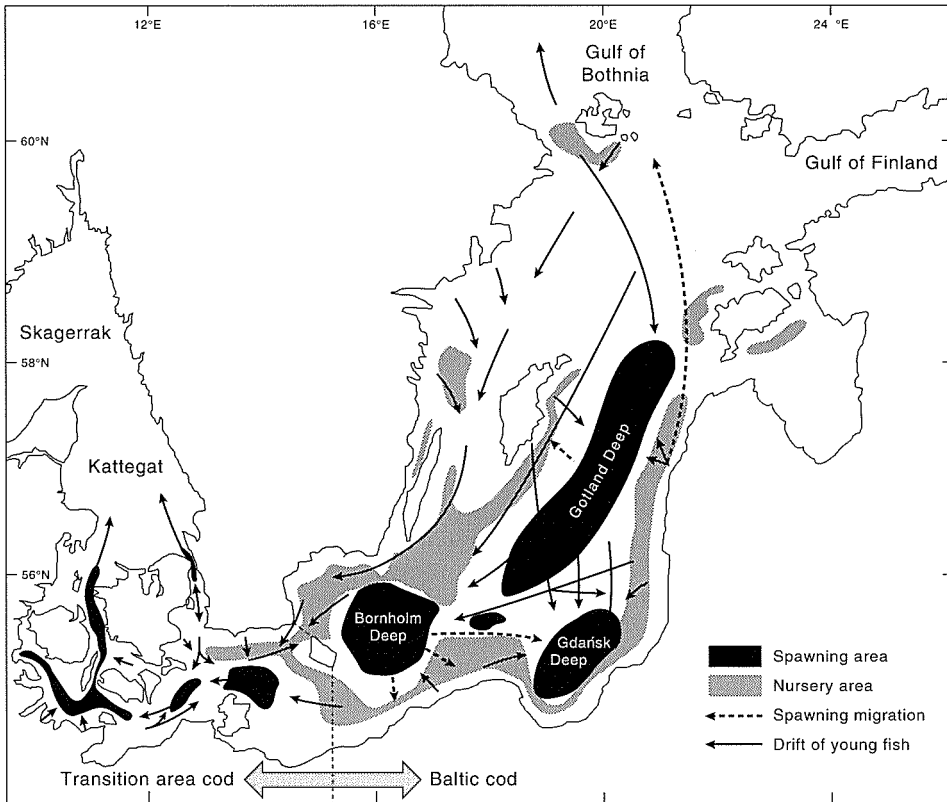 12°E
16°E
20°E
24 °E
Gulf of
Bothnia
60°N
Gulf of Finland
Skagerrak
58°N
Kattegat
Gotland Deep
56°N
Bornholm
Deep
Gdańsk
Deep
Spawning area
Nursery area
Spawning migration
Drift of young fish
Transition area cod
Baltic cod